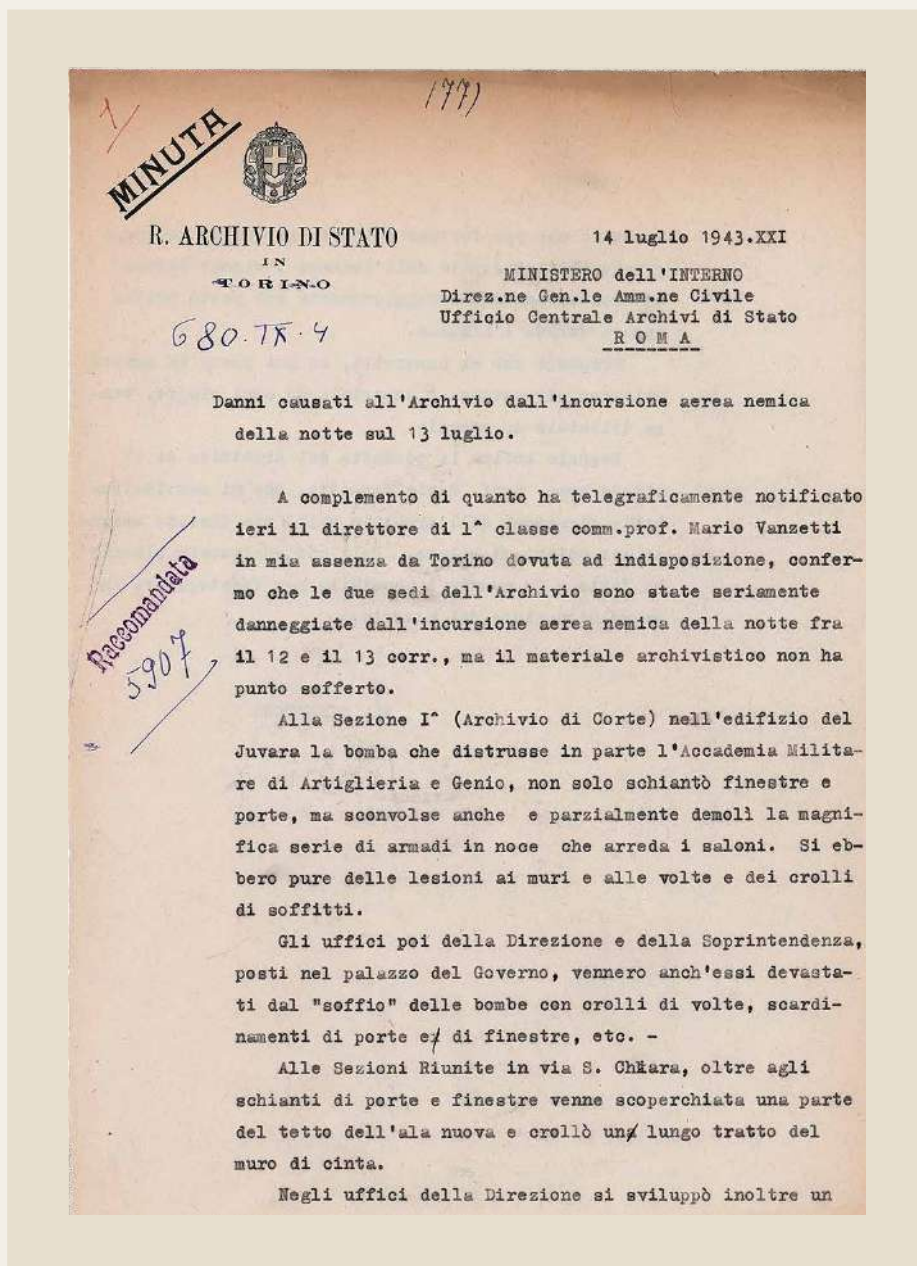 1
177)
MINUTA
R. ARCHIVIO DI STATO
IN
TORINO
680.IX.4
14 luglio 1943.XXI
MINISTERO dell'INTERNO
Direz.ne Gen.le Amm.ne Civile
Ufficio Centrale Archivi di Stato
R O M A
Danni causati all'Archivio dall'incursione aerea nemica
della notte sul 13 luglio.
A complemento di quanto ha telegraficamente notificato
ieri il direttore di 1^ classe comm.prof. Mario Vanzetti
in mia assenza da Torino dovuta ad indisposizione, confer-
mo che le due sedi dell'Archivio sono state seriamente
danneggiate dall'incursione aerea nemica della notte fra
il 12 e il 13 corr., ma il materiale archivistico non ha
punto sofferto.
Raccomandata
5907
Alla Sezione I^ (Archivio di Corte) nell'edifizio del
Juvara la bomba che distrusse in parte l'Accademia Milita-
re di Artiglieria e Genio, non solo schiantò finestre e
porte, ma sconvolse anche e parzialmente demolì la magni-
fica serie di armadi in noce che arreda i saloni. Si eb-
bero pure delle lesioni ai muri e alle volte e dei crolli
di soffitti.
Gli uffici poi della Direzione e della Soprintendenza,
posti nel palazzo del Governo, vennero anch'essi devasta-
ti dal "soffio" delle bombe con crolli di volte, scardi-
namenti di porte e di finestre, etc. -
Alle Sezioni Riunite in via S. Chiara, oltre agli
schianti di porte e finestre venne scoperchiata una parte
del tetto dell'ala nuova e crollò un lungo tratto del
muro di cinta.
Negli uffici della Direzione si sviluppò inoltre un